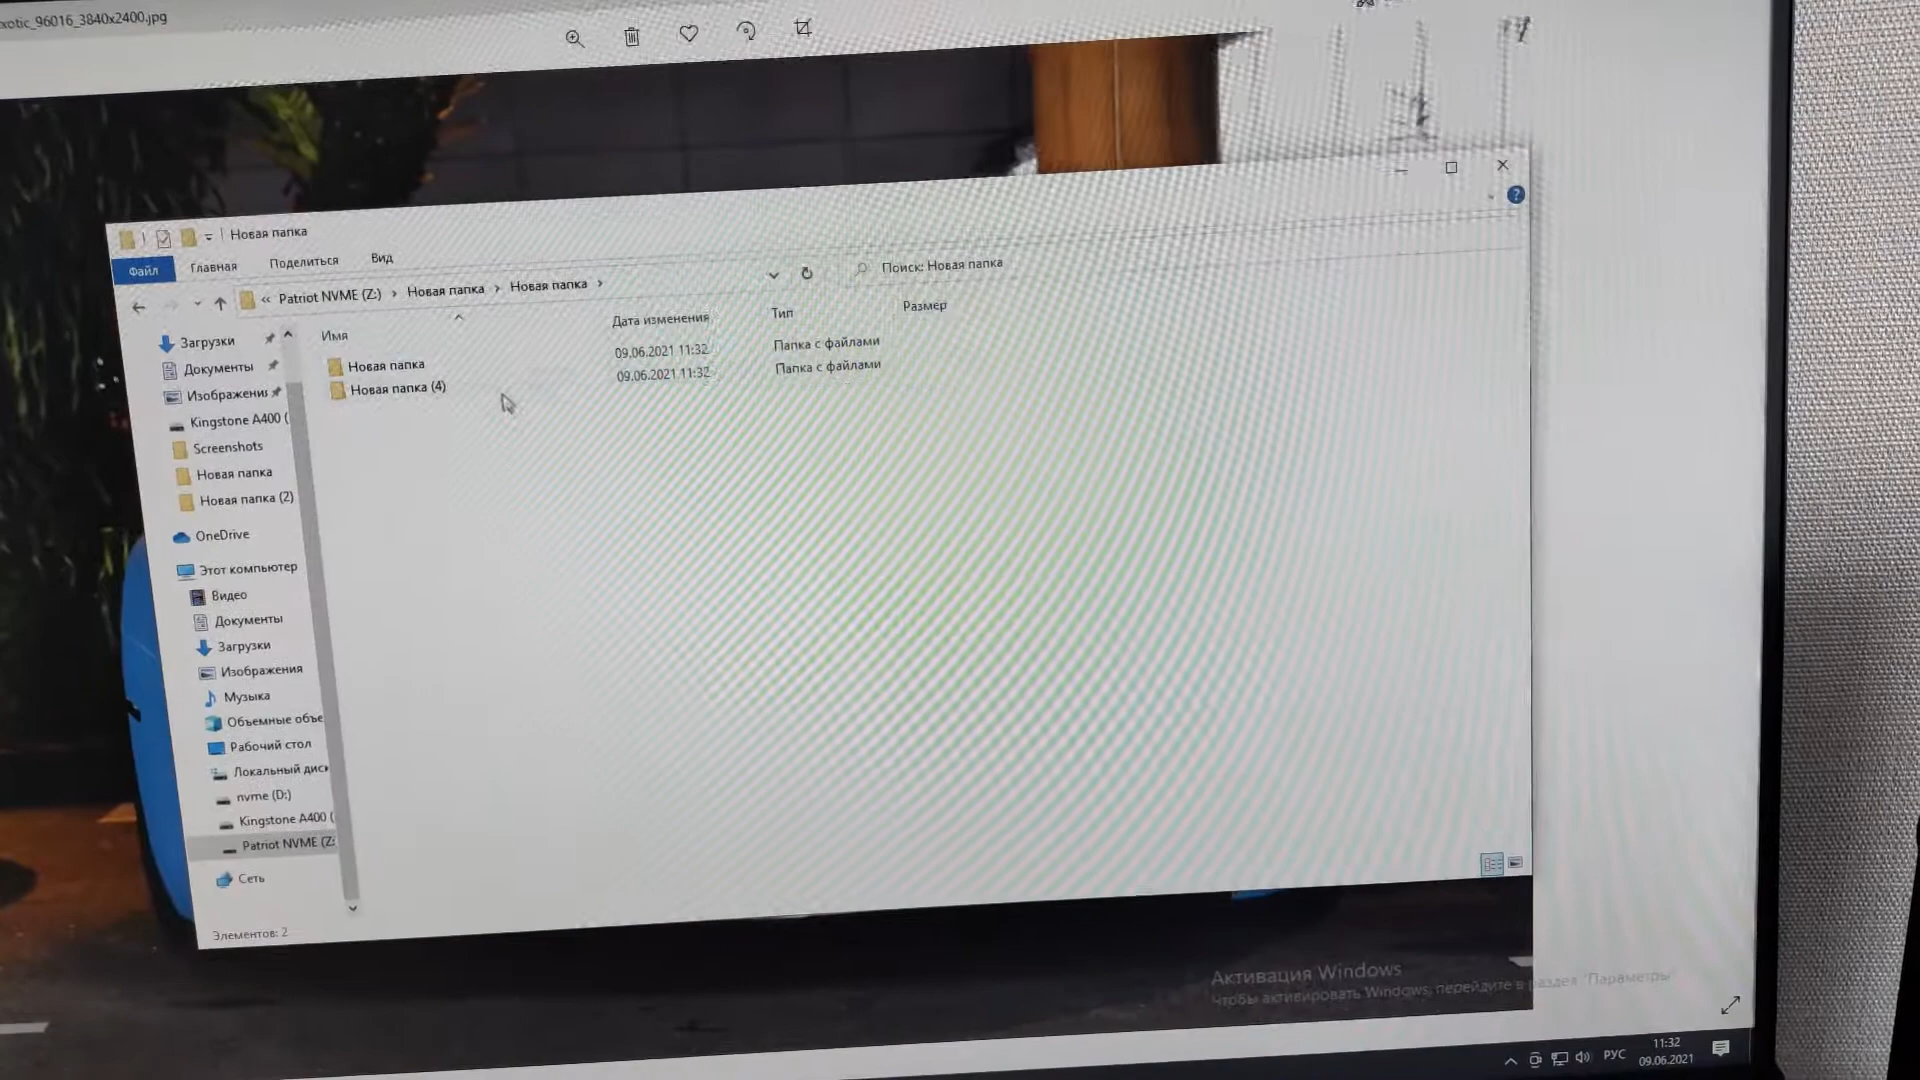 xotic_96016_3840x2400.jpg
Новая папка
Файл Главная Поделиться Вид
« Patriot NVME (Z:) › Новая папка › Новая папка › Поиск: Новая папка
Имя Дата изменения Тип Размер
Новая папка 09.06.2021 11:32 Папка с файлами
Новая папка (4) 09.06.2021 11:32 Папка с файлами
Загрузки
Документы
Изображени
Kingstone A400 (
Screenshots
Новая папка
Новая папка (2)
OneDrive
Этот компьютер
Видео
Документы
Загрузки
Изображения
Музыка
Объемные объе
Рабочий стол
Локальный диск
nvme (D:)
Kingstone A400 (
Patriot NVME (Z:
Сеть
Элементов: 2
Активация Windows
Чтобы активировать Windows, перейдите в раздел "Параметры
РУС
11:32
09.06.2021